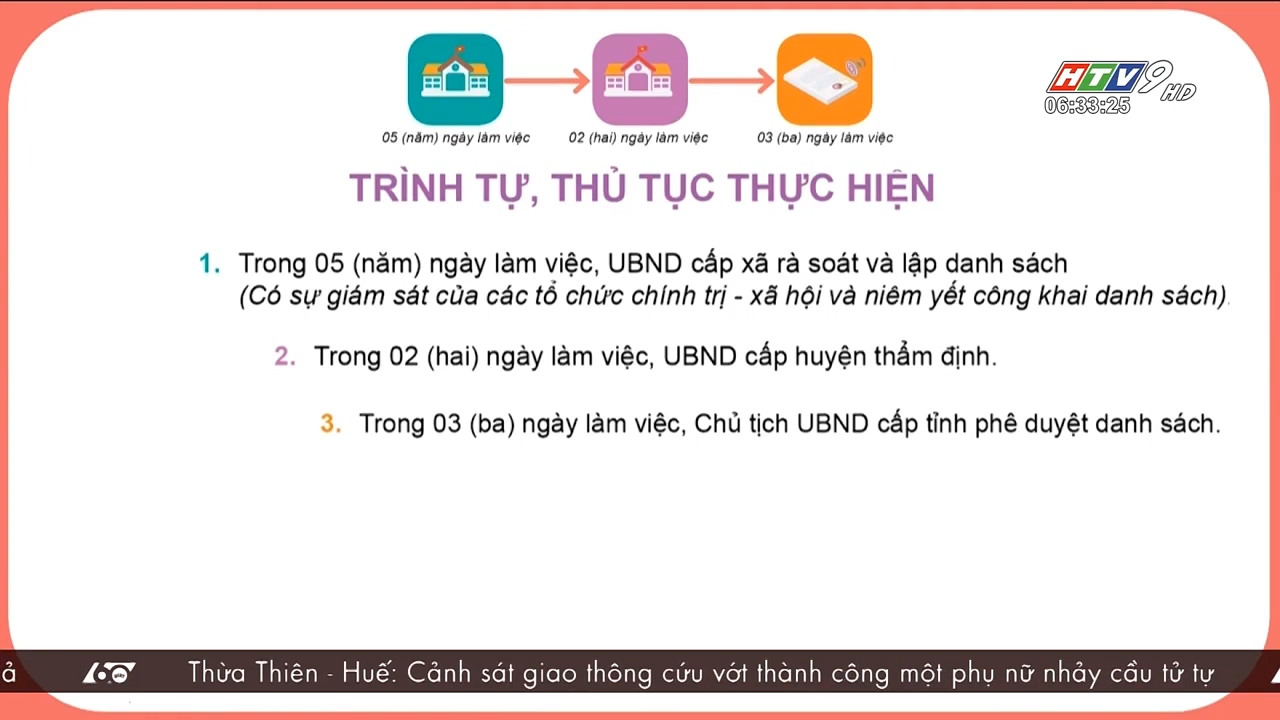 HTV9 HD
06:33:25
05 (năm) ngày làm việc
02 (hai) ngày làm việc
03 (ba) ngày làm việc
TRÌNH TỰ, THỦ TỤC THỰC HIỆN
1. Trong 05 (năm) ngày làm việc, UBND cấp xã rà soát và lập danh sách
(Có sự giám sát của các tổ chức chính trị - xã hội và niêm yết công khai danh sách).
2. Trong 02 (hai) ngày làm việc, UBND cấp huyện thẩm định.
3. Trong 03 (ba) ngày làm việc, Chủ tịch UBND cấp tỉnh phê duyệt danh sách.
ả 60 giây Thừa Thiên - Huế: Cảnh sát giao thông cứu vớt thành công một phụ nữ nhảy cầu tử tự